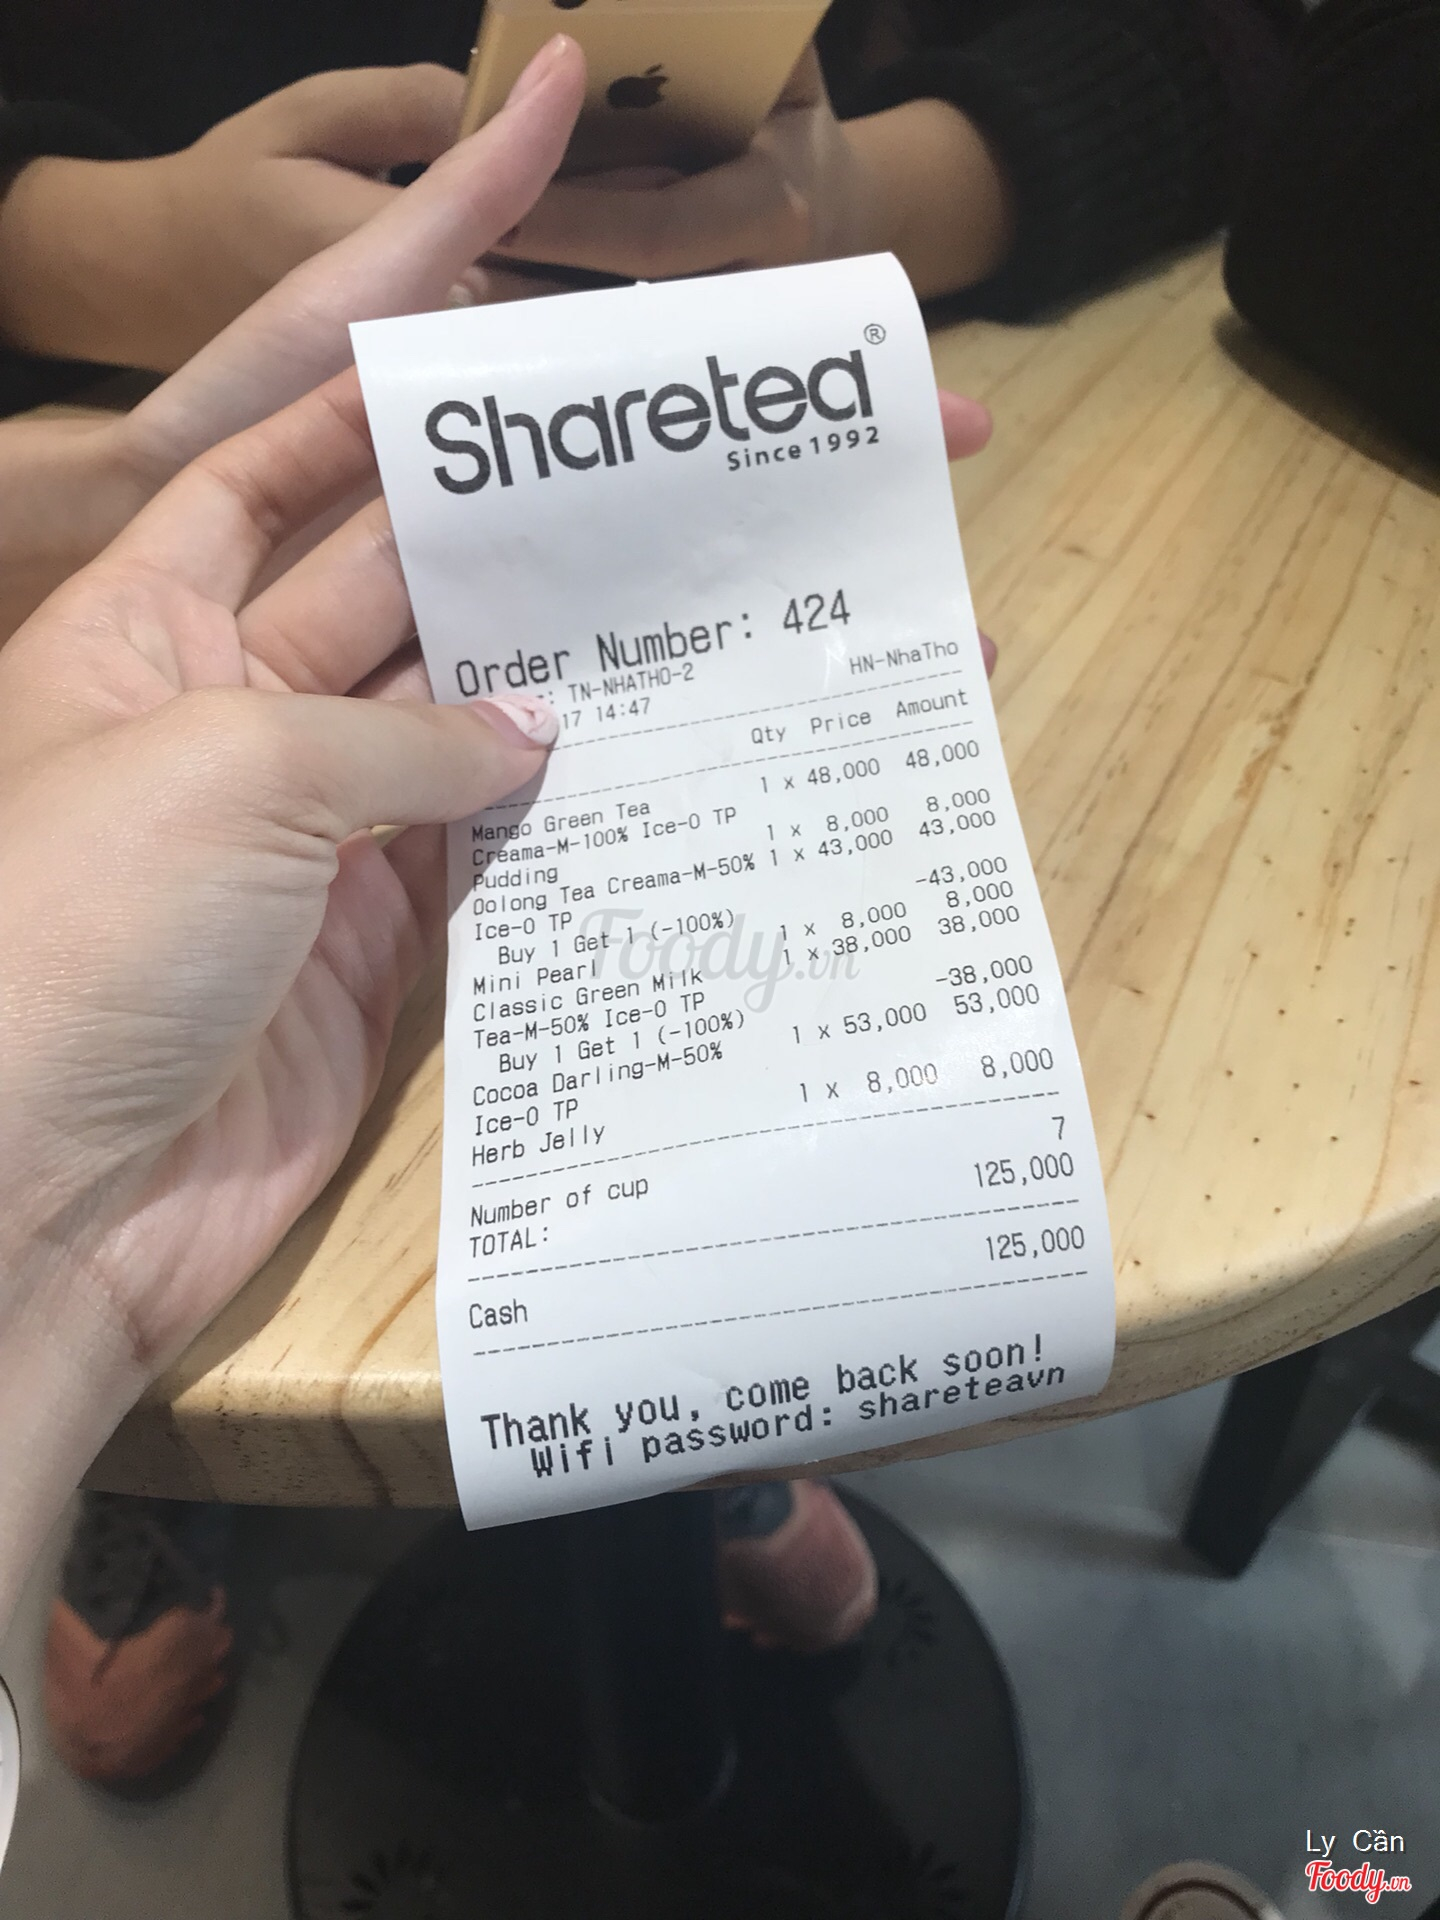 Sharetea®
Since 1992
Order Number: 424
: TN-NHATHO-2 HN-NhaTho
17 14:47
Qty Price Amount
Mango Green Tea 1 x 48,000 48,000
Creama-M-100% Ice-0 TP
Pudding 1 x 8,000 8,000
Oolong Tea Creama-M-50% 1 x 43,000 43,000
Ice-0 TP
Buy 1 Get 1 (-100%) -43,000
Mini Pearl 1 x 8,000 8,000
Classic Green Milk 1 x 38,000 38,000
Tea-M-50% Ice-0 TP
Buy 1 Get 1 (-100%) -38,000
Cocoa Darling-M-50% 1 x 53,000 53,000
Ice-0 TP
Herb Jelly 1 x 8,000 8,000
Number of cup 7
TOTAL: 125,000
Cash 125,000
Thank you, come back soon!
Wifi password: shareteavn
Foody.vn
Ly Cần
Foody.vn